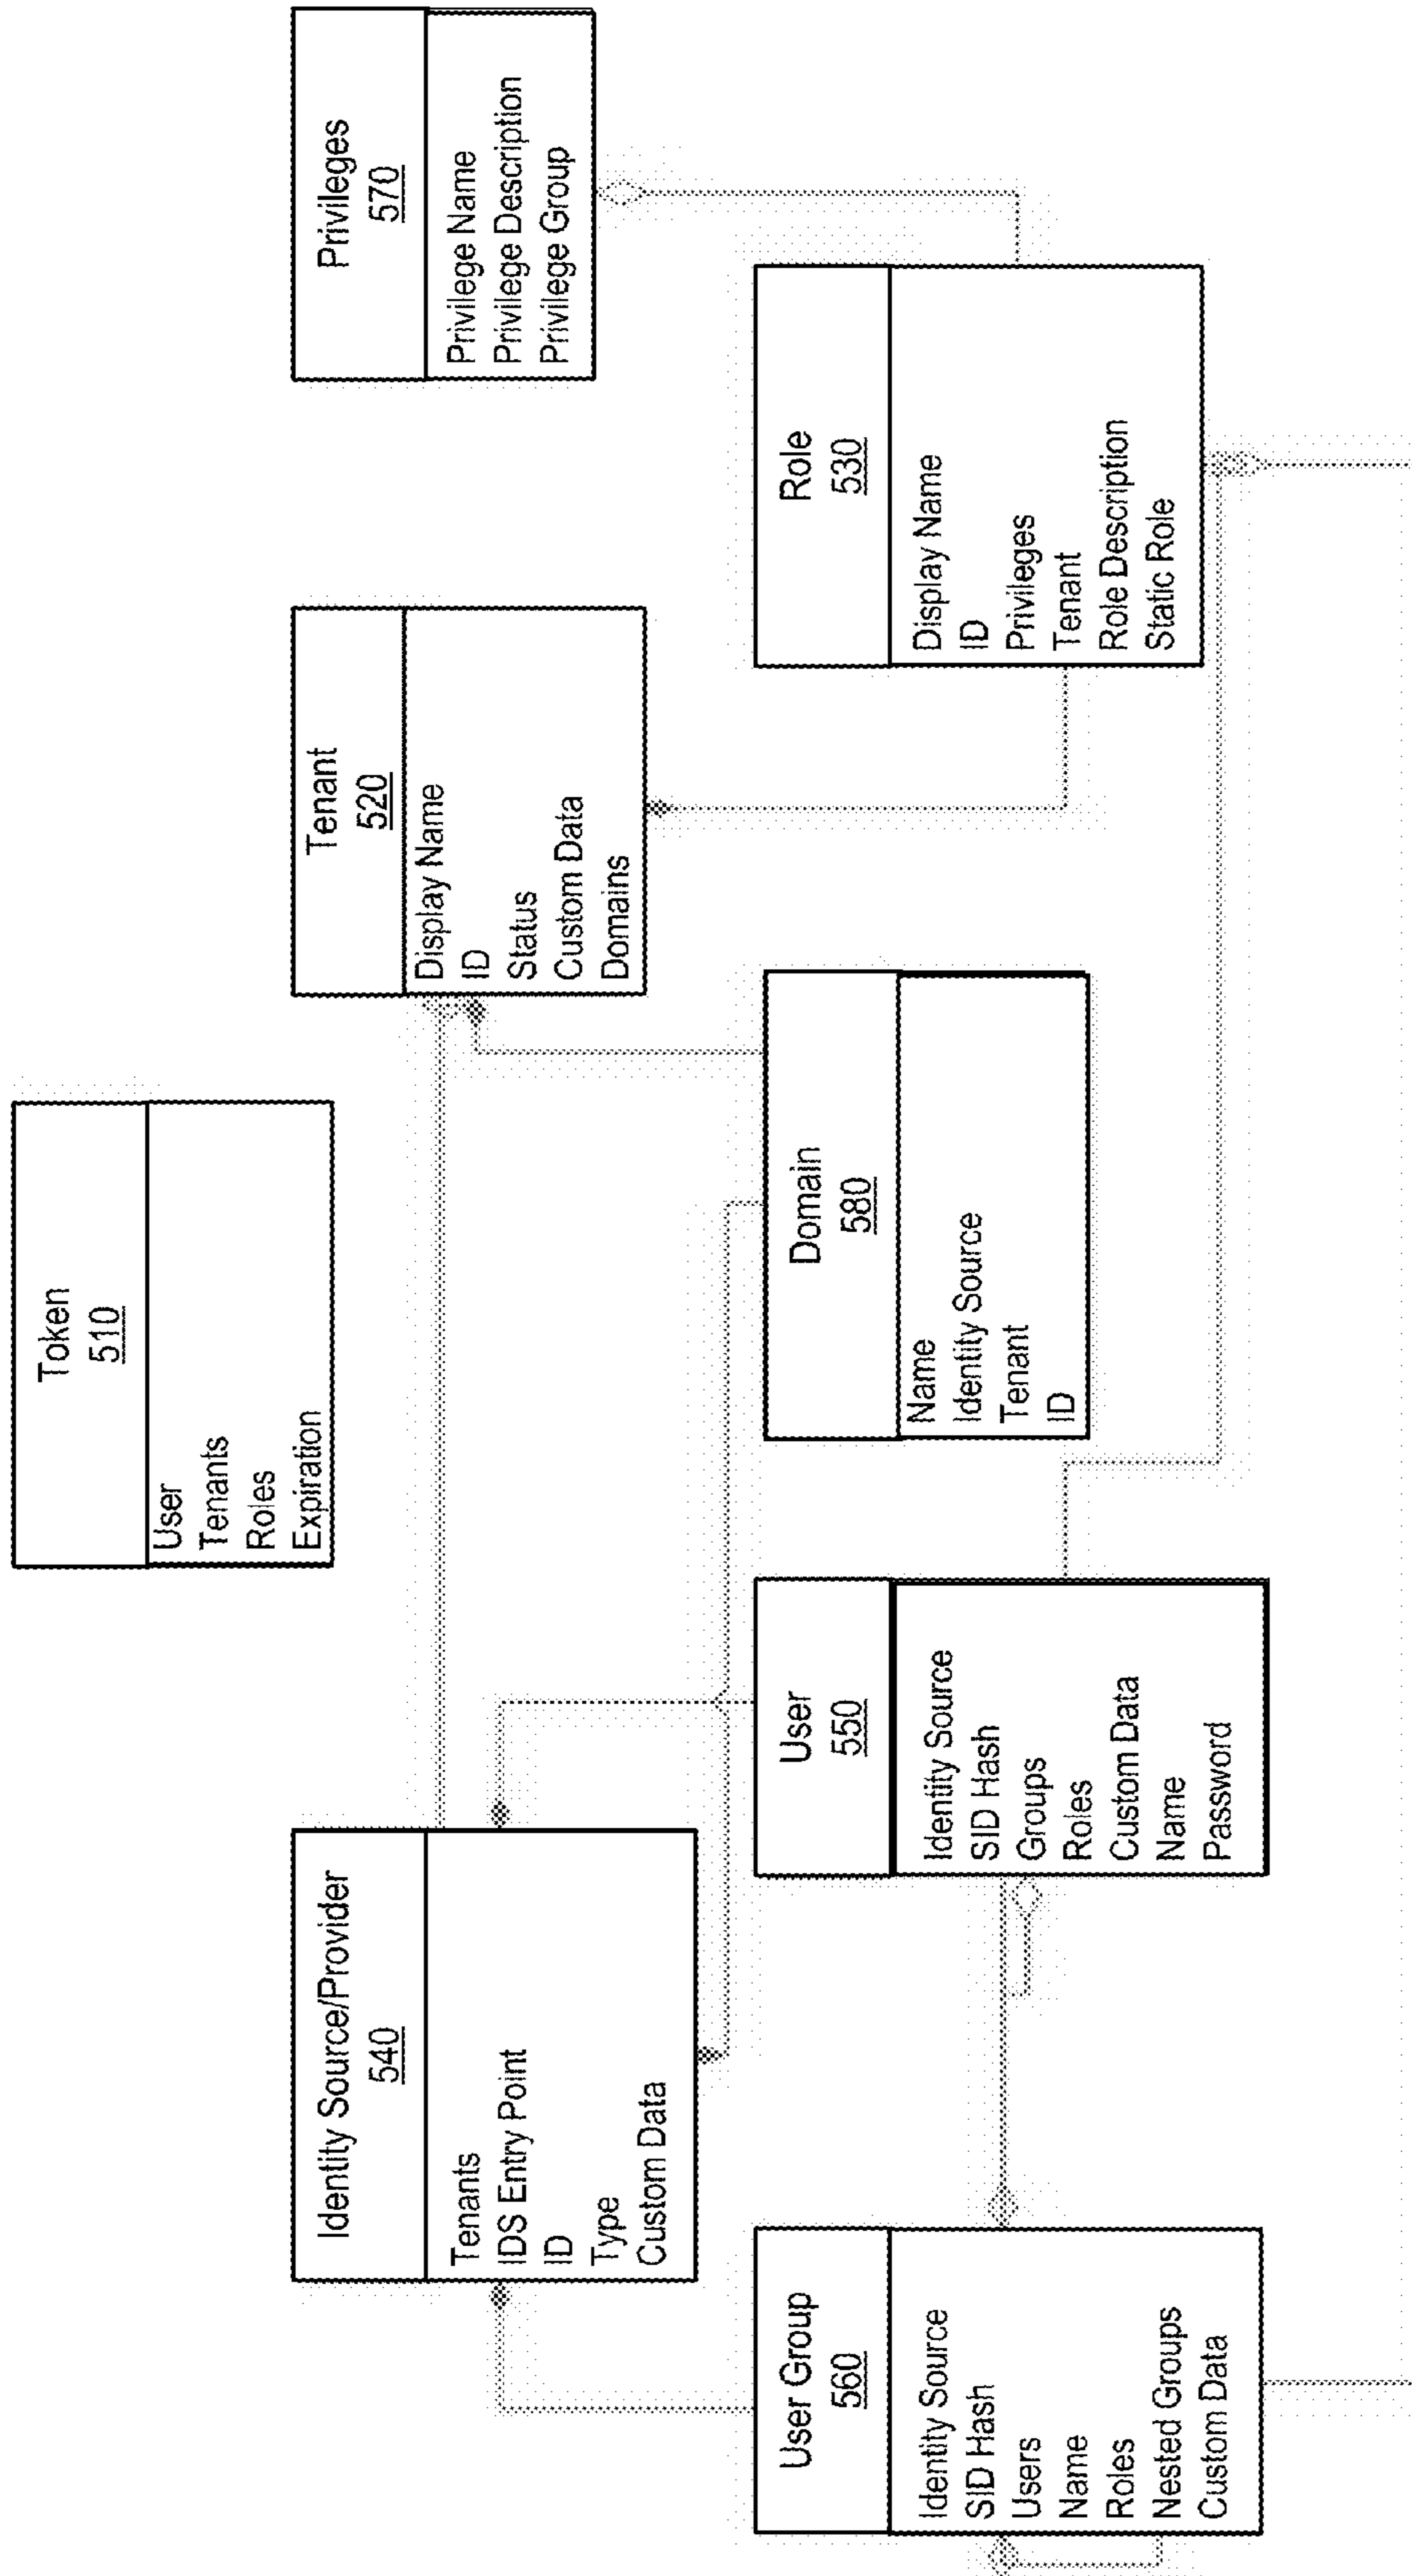 Token
510
User
Tenants
Roles
Expiration
Identity Source/Provider
540
Tenants
IDS Entry Point
ID
Type
Custom Data
Tenant
520
Display Name
ID
Status
Custom Data
Domains
Privileges
570
Privilege Name
Privilege Description
Privilege Group
User Group
560
Identity Source
SID Hash
Users
Name
Roles
Nested Groups
Custom Data
User
550
Identity Source
SID Hash
Groups
Roles
Custom Data
Name
Password
Domain
580
Name
Identity Source
Tenant
ID
Role
530
Display Name
ID
Privileges
Tenant
Role Description
Static Role